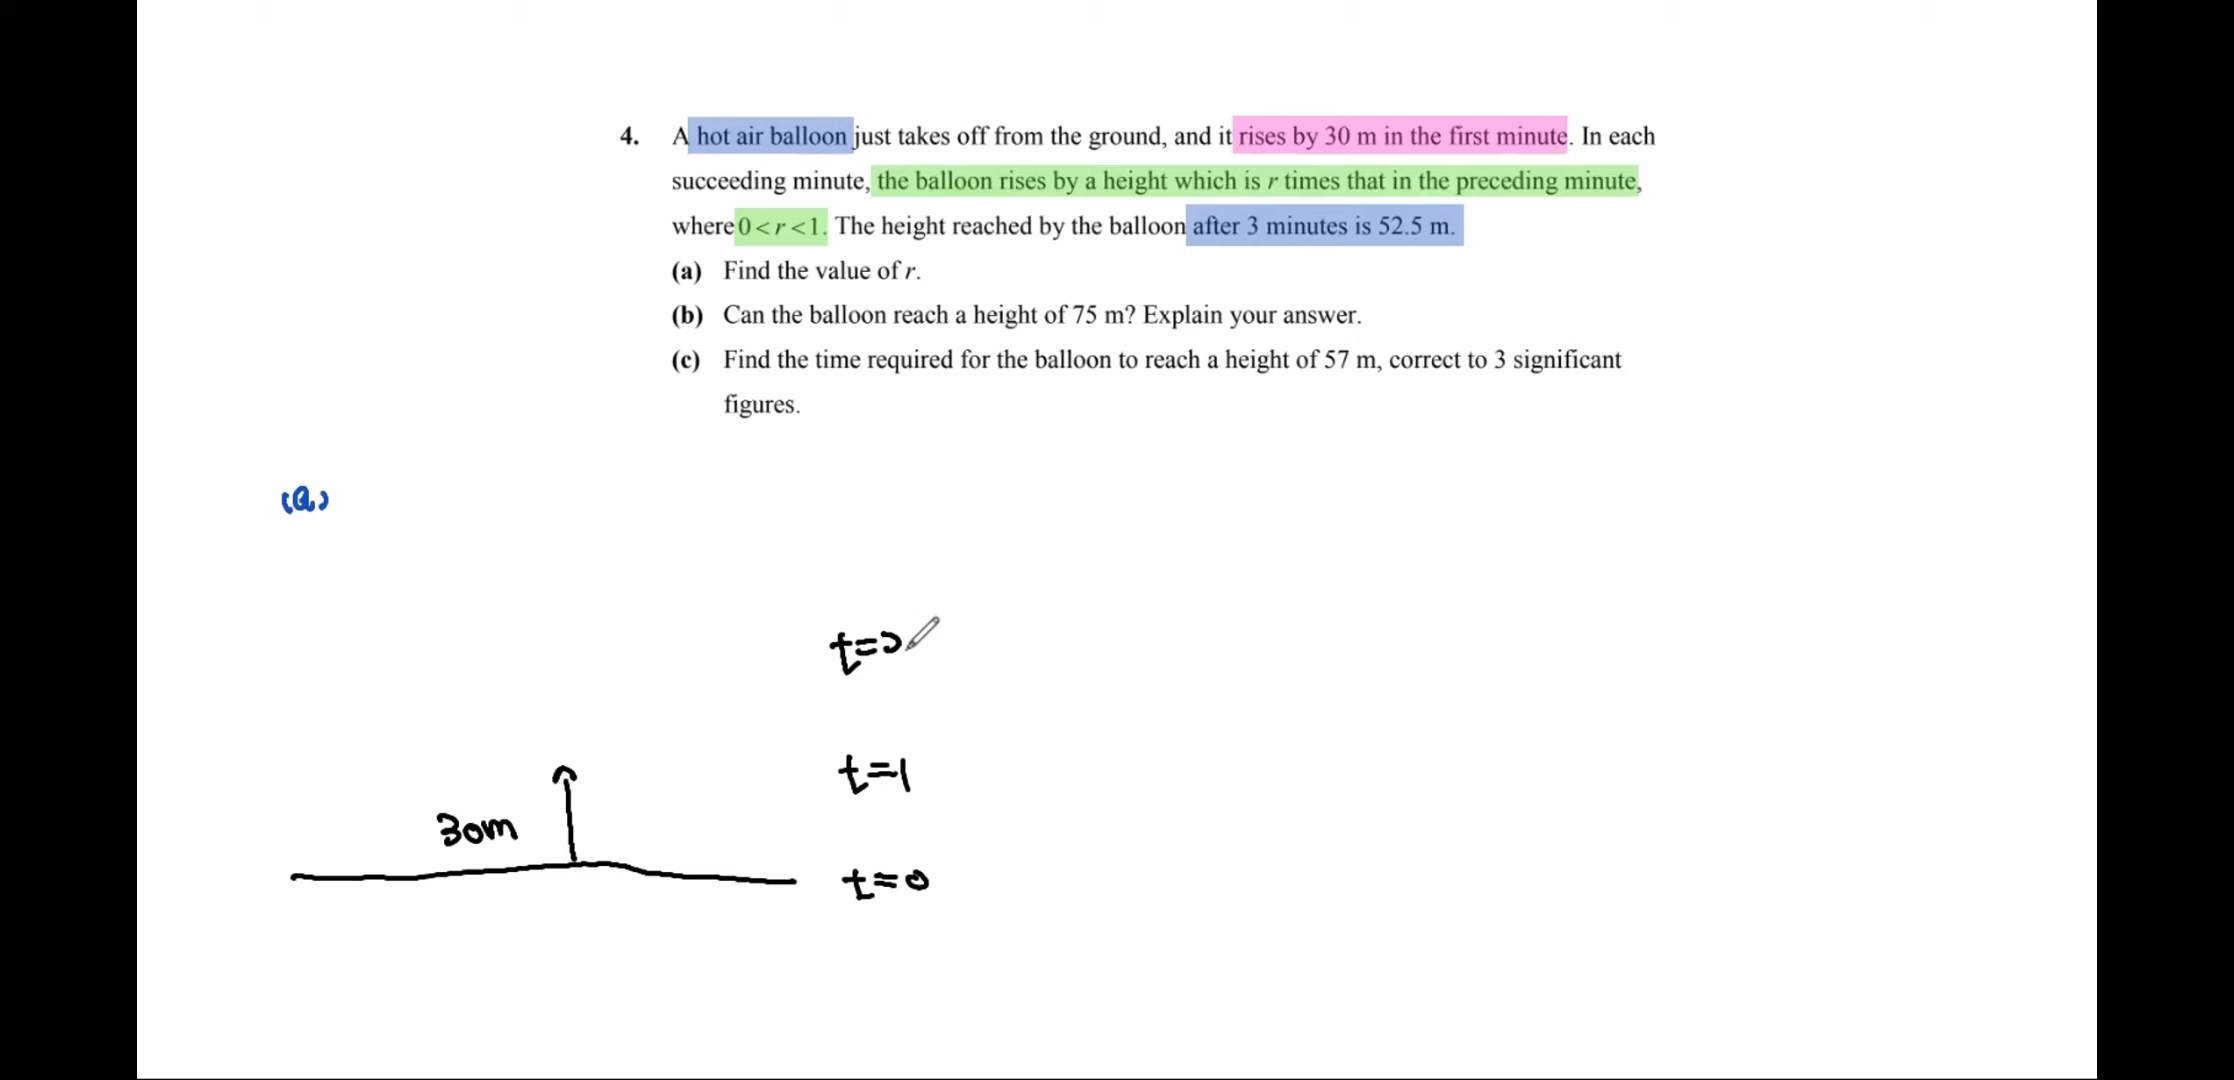 4. A hot air balloon just takes off from the ground, and it rises by 30 m in the first minute. In each
succeeding minute, the balloon rises by a height which is r times that in the preceding minute,
where 0 < r < 1. The height reached by the balloon after 3 minutes is 52.5 m.
(a) Find the value of r.
(b) Can the balloon reach a height of 75 m? Explain your answer.
(c) Find the time required for the balloon to reach a height of 57 m, correct to 3 significant
figures.
(a)
t=
t=1
30m
t=0